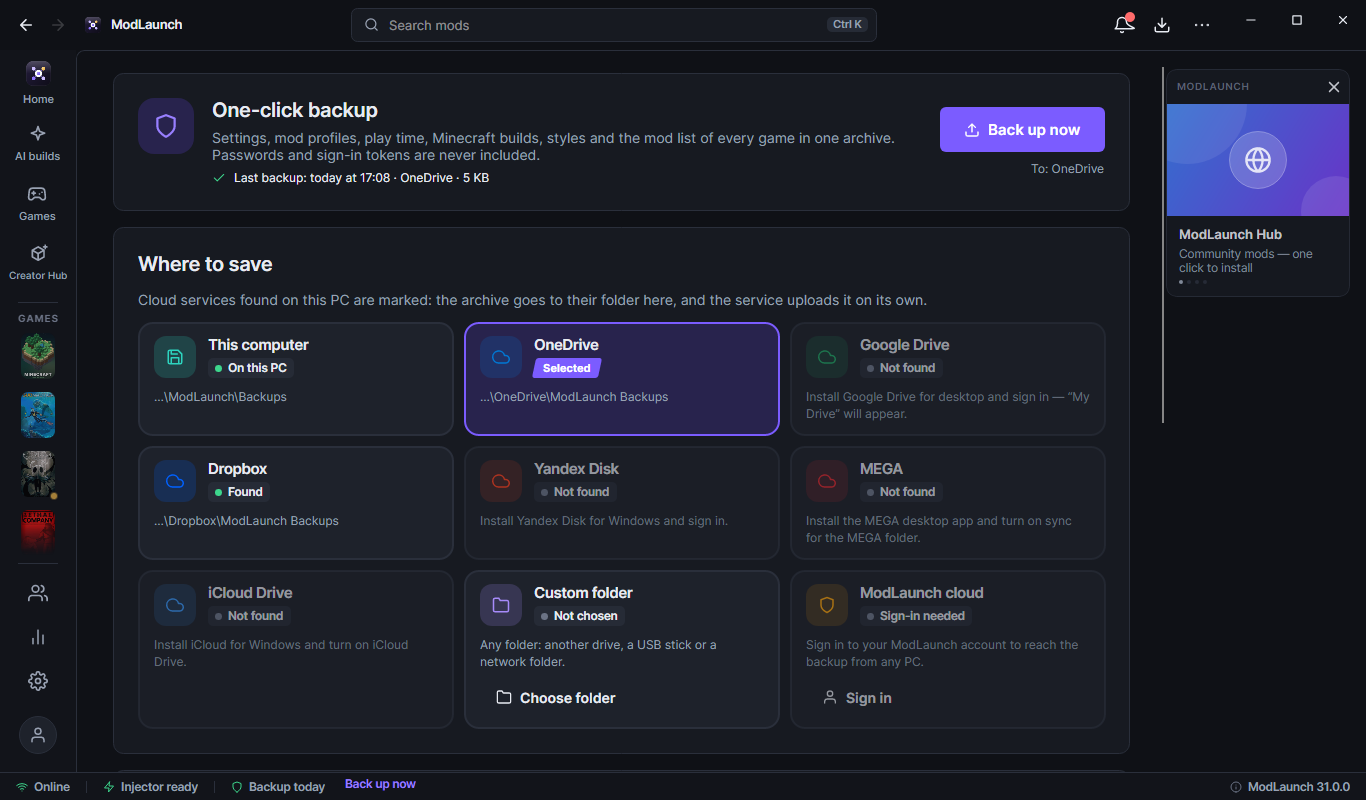 ModLaunch
Search mods
Ctrl K
Home
AI builds
Games
Creator Hub
GAMES
MINECRAFT
LETHAL
COMPANY
One-click backup
Settings, mod profiles, play time, Minecraft builds, styles and the mod list of every game in one archive.
Passwords and sign-in tokens are never included.
Last backup: today at 17:08 · OneDrive · 5 KB
Back up now
To: OneDrive
Where to save
Cloud services found on this PC are marked: the archive goes to their folder here, and the service uploads it on its own.
This computer
On this PC
...\ModLaunch\Backups
OneDrive
Selected
...\OneDrive\ModLaunch Backups
Google Drive
Not found
Install Google Drive for desktop and sign in — “My
Drive” will appear.
Dropbox
Found
...\Dropbox\ModLaunch Backups
Yandex Disk
Not found
Install Yandex Disk for Windows and sign in.
MEGA
Not found
Install the MEGA desktop app and turn on sync
for the MEGA folder.
iCloud Drive
Not found
Install iCloud for Windows and turn on iCloud
Drive.
Custom folder
Not chosen
Any folder: another drive, a USB stick or a
network folder.
Choose folder
ModLaunch cloud
Sign-in needed
Sign in to your ModLaunch account to reach the
backup from any PC.
Sign in
MODLAUNCH
ModLaunch Hub
Community mods — one
click to install
Online
Injector ready
Backup today
Back up now
ModLaunch 31.0.0